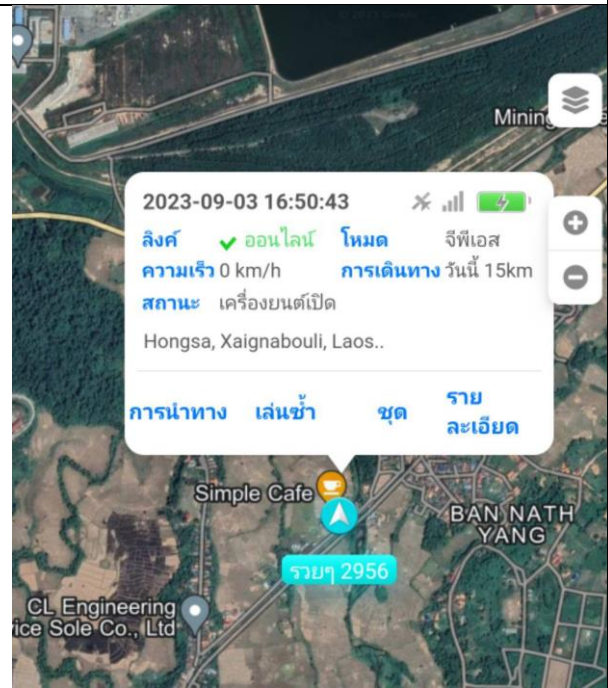 Mining
2023-09-03 16:50:43
ลิงค์ ออนไลน์ โหมด จีพีเอส
ความเร็ว 0 km/h การเดินทาง วันนี้ 15km
สถานะ เครื่องยนต์เปิด
Hongsa, Xaignabouli, Laos..
การนำทาง เล่นซ้ำ ชุด ราย
ละเอียด
Simple Cafe
BAN NATH
YANG
รวยๆ 2956
CL Engineering
ice Sole Co., Ltd